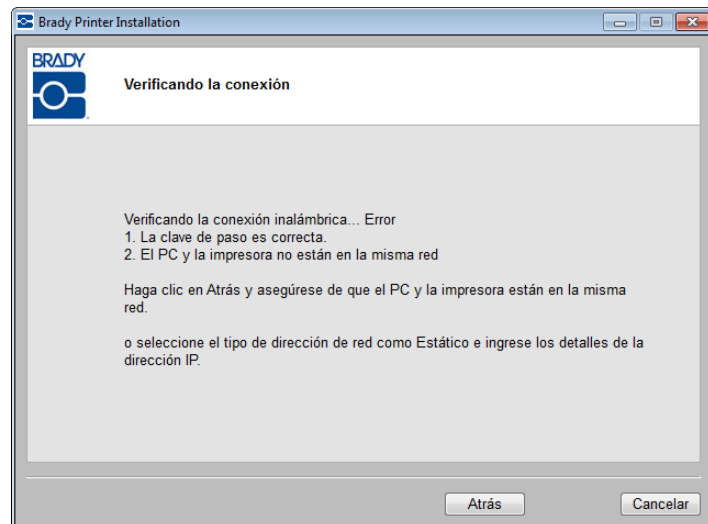 Brady Printer Installation
BRADY
Verificando la conexión
Verificando la conexión inalámbrica... Error
1. La clave de paso es correcta.
2. El PC y la impresora no están en la misma red
Haga clic en Atrás y asegúrese de que el PC y la impresora están en la misma
red.
o seleccione el tipo de dirección de red como Estático e ingrese los detalles de la
dirección IP.
Atrás
Cancelar